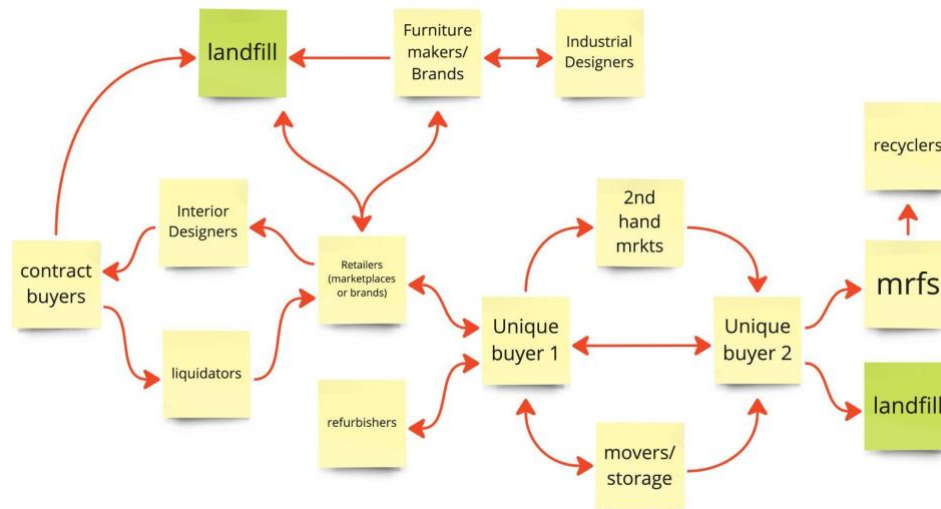 landfill
Furniture
makers/
Brands
Industrial
Designers
recyclers
Interior
Designers
2nd
hand
mrkts
contract
buyers
Retailers
(marketplaces
or brands)
mrfs
Unique
buyer 1
Unique
buyer 2
liquidators
landfill
refurbishers
movers/
storage